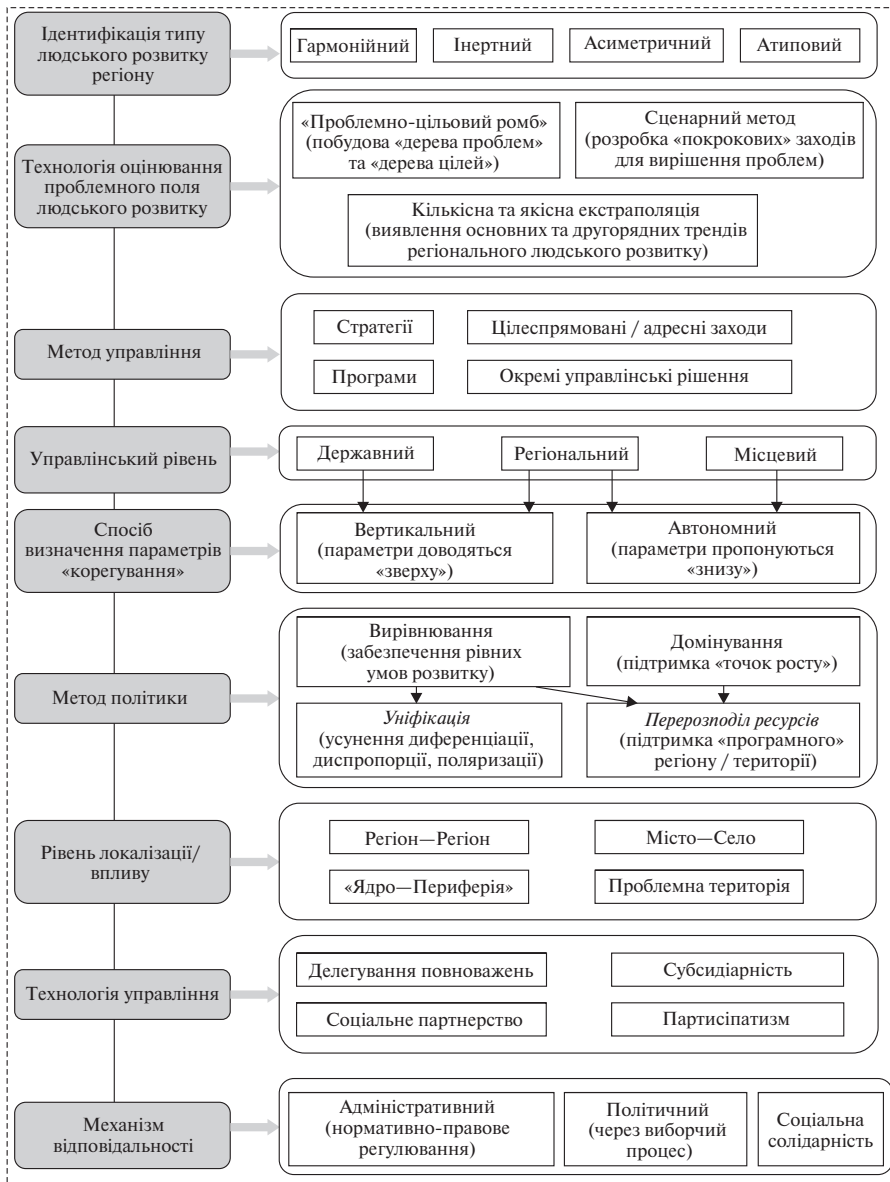 Ідентифікація типу
людського розвитку
регіону
Гармонійний
Інертний
Асиметричний
Атиповий
Технологія оцінювання
проблемного поля
людського розвитку
«Проблемно-цільовий ромб»
(побудова «дерева проблем»
та «дерева цілей»)
Сценарний метод
(розробка «покрокових» заходів
для вирішення проблем)
Кількісна та якісна екстраполяція
(виявлення основних та другорядних трендів
регіонального людського розвитку)
Метод управління
Стратегії
Цілеспрямовані / адресні заходи
Програми
Окремі управлінські рішення
Управлінський рівень
Державний
Регіональний
Місцевий
Спосіб
визначення параметрів
«корегування»
Вертикальний
(параметри доводяться
«зверху»)
Автономний
(параметри пропонуються
«знизу»)
Метод політики
Вирівнювання
(забезпечення рівних
умов розвитку)
Домінування
(підтримка «точок росту»)
Уніфікація
(усунення диференціації,
диспропорції, поляризації)
Перерозподіл ресурсів
(підтримка «програмного»
регіону / території)
Рівень локалізації/
впливу
Регіон—Регіон
Місто—Село
«Ядро—Периферія»
Проблемна територія
Технологія управління
Делегування повноважень
Субсидіарність
Соціальне партнерство
Партисіпатизм
Механізм
відповідальності
Адміністративний
(нормативно-правове
регулювання)
Політичний
(через виборчий
процес)
Соціальна
солідарність